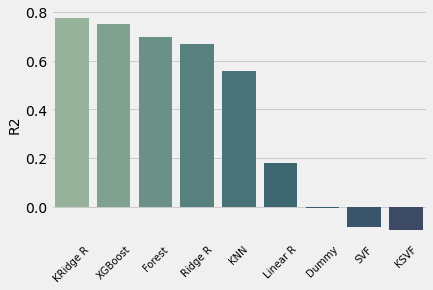 0.8
0.6
0.4
0.2
0.0
R2
KRidge R
XGBoost
Forest
Ridge R
KNN
Linear R
Dummy
SVF
KSVF